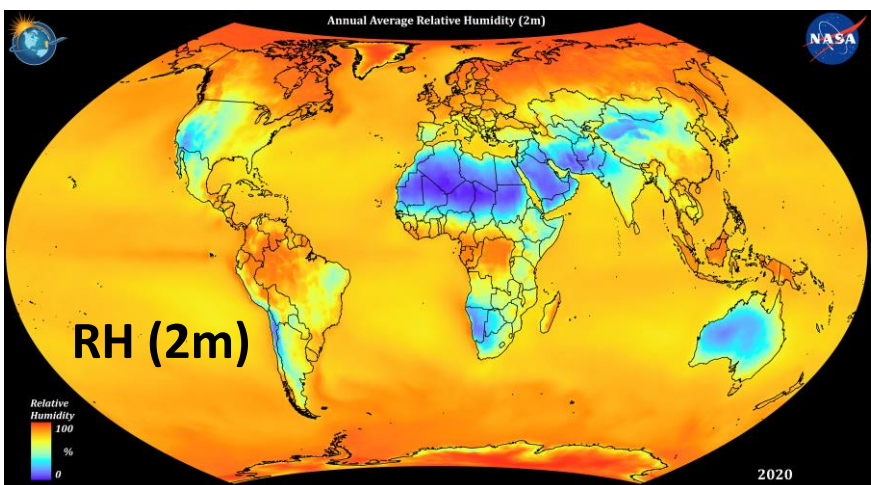 Annual Average Relative Humidity (2m)
NASA
RH (2m)
Relative
Humidity
100
%
0
2020